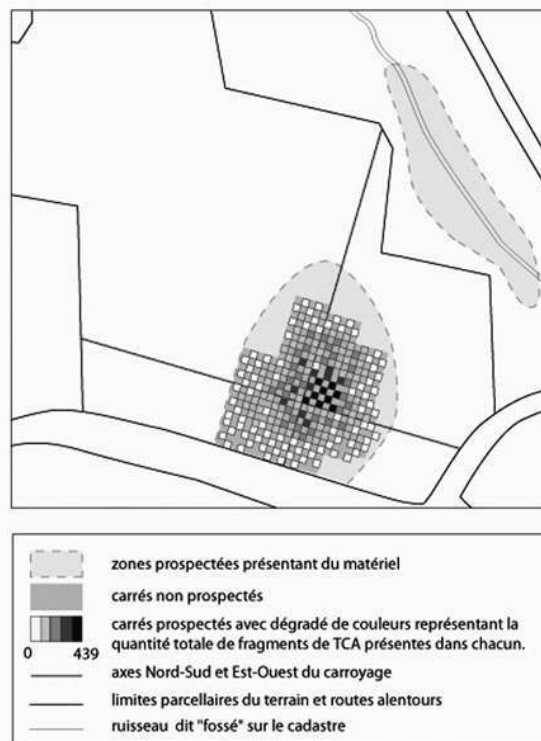 zones prospectées présentant du matériel
carrés non prospectés
carrés prospectés avec dégradé de couleurs représentant la
quantité totale de fragments de TCA présentes dans chacun.
0 439
axes Nord-Sud et Est-Ouest du carroyage
limites parcellaires du terrain et routes alentours
ruisseau dit "fossé" sur le cadastre